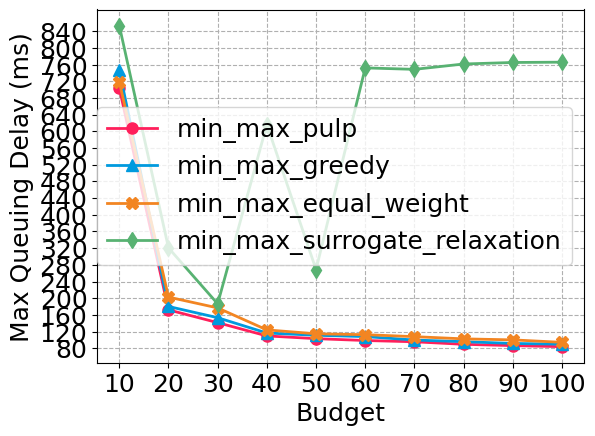 840
800
760
720
680
640
600
560
520
480
440
400
360
320
280
240
200
160
120
80
Max Queuing Delay (ms)
min_max_pulp
min_max_greedy
min_max_equal_weight
min_max_surrogate_relaxation
10 20 30 40 50 60 70 80 90 100
Budget